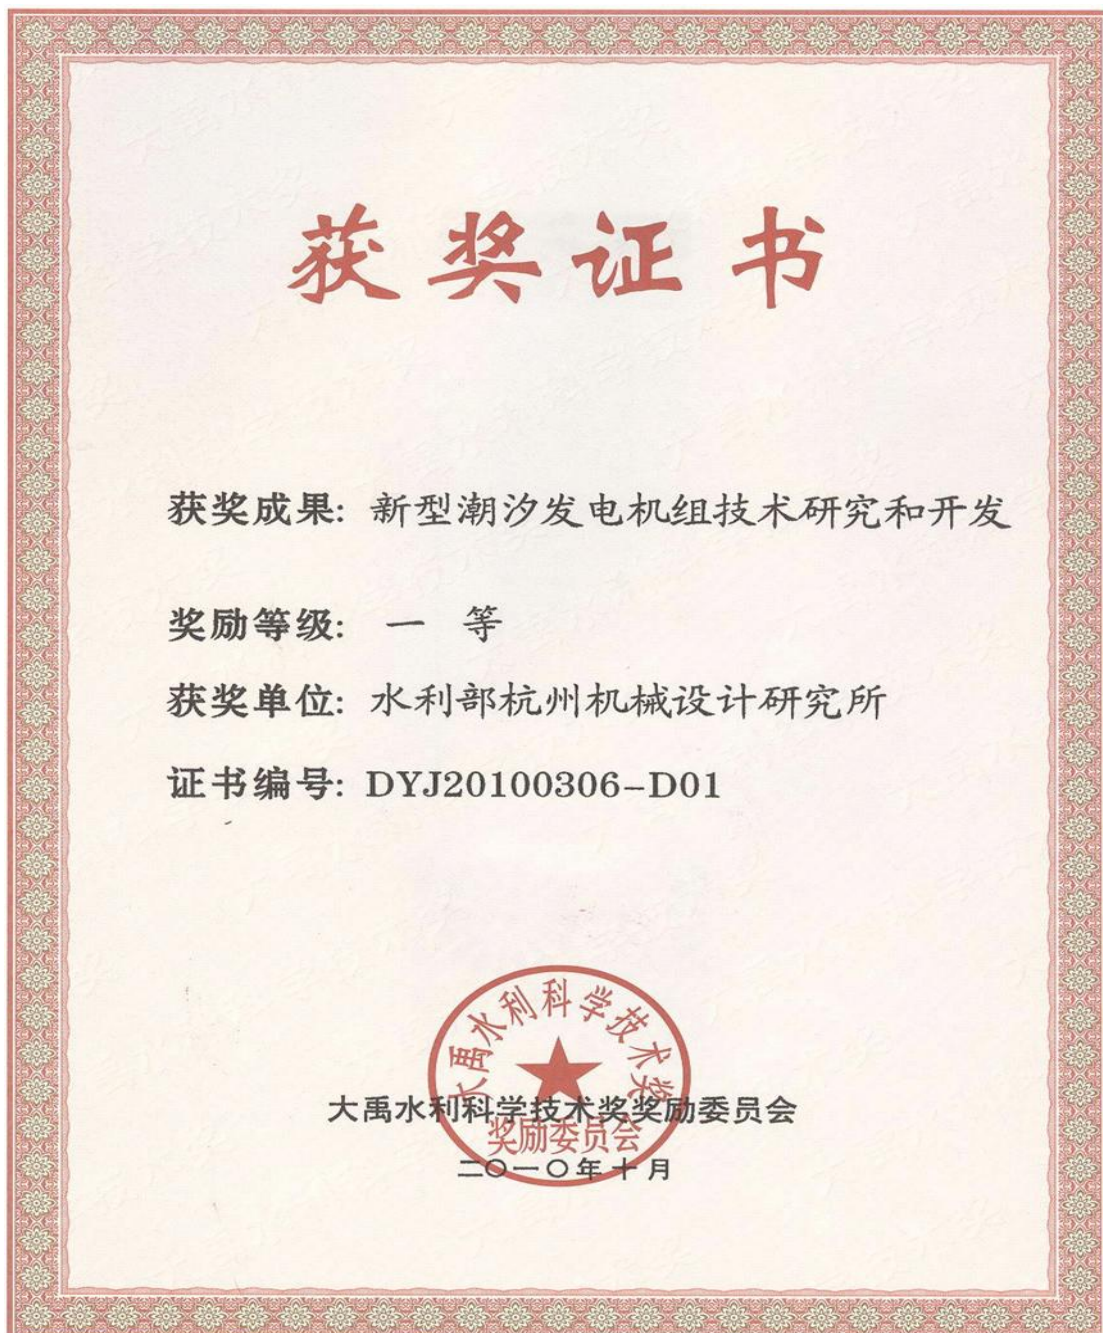 获奖证书
获奖成果: 新型潮汐发电机组技术研究和开发
奖励等级: 一 等
获奖单位: 水利部杭州机械设计研究所
证书编号: DYJ20100306-D01
大禹水利科学技术奖
大禹水利科学技术奖奖励委员会
奖励委员会
二〇一〇年十月